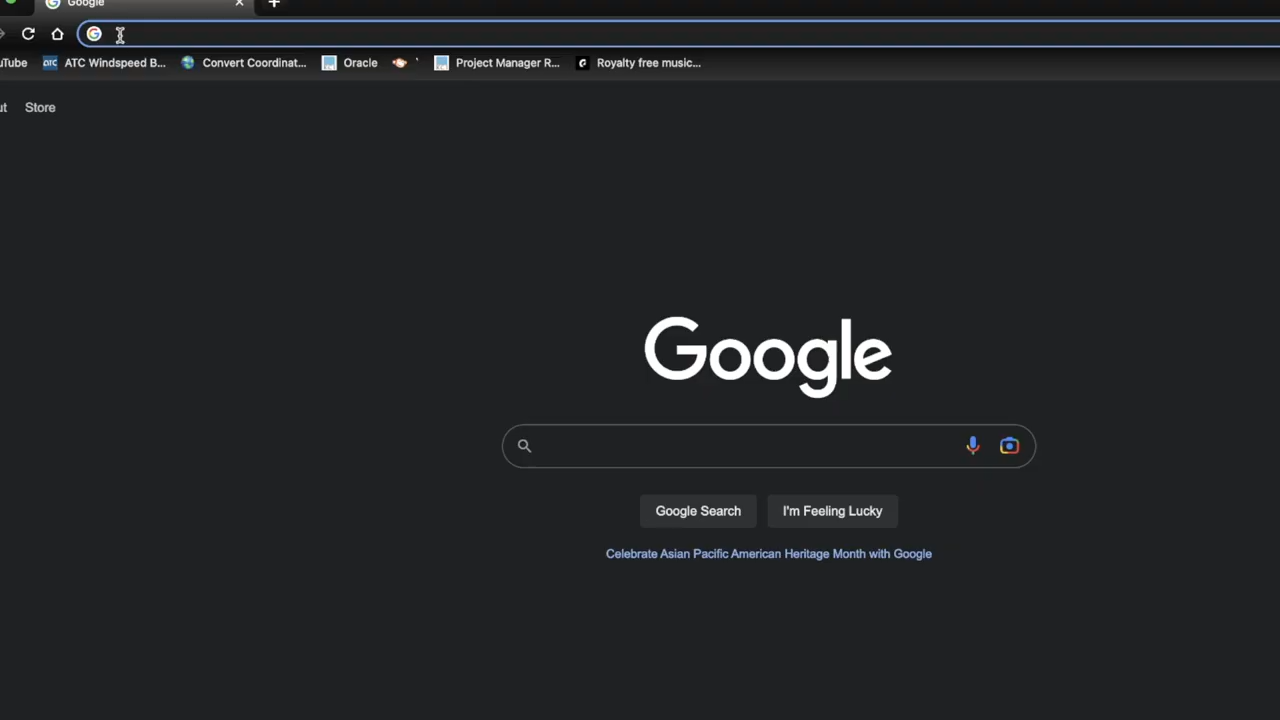 Google
uTube ATC Windspeed B... Convert Coordinat... Oracle ` Project Manager R... Royalty free music...
ut Store
Google
Google Search I'm Feeling Lucky
Celebrate Asian Pacific American Heritage Month with Google